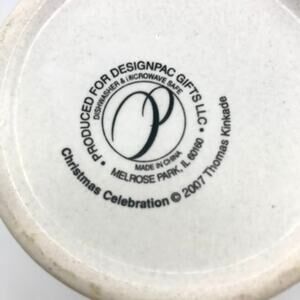 • PRODUCED FOR DESIGNPAC GIFTS LLC •
DISHWASHER & MICROWAVE SAFE
P
MADE IN CHINA
MELROSE PARK, IL 60160
Christmas Celebration © 2007 Thomas Kinkade